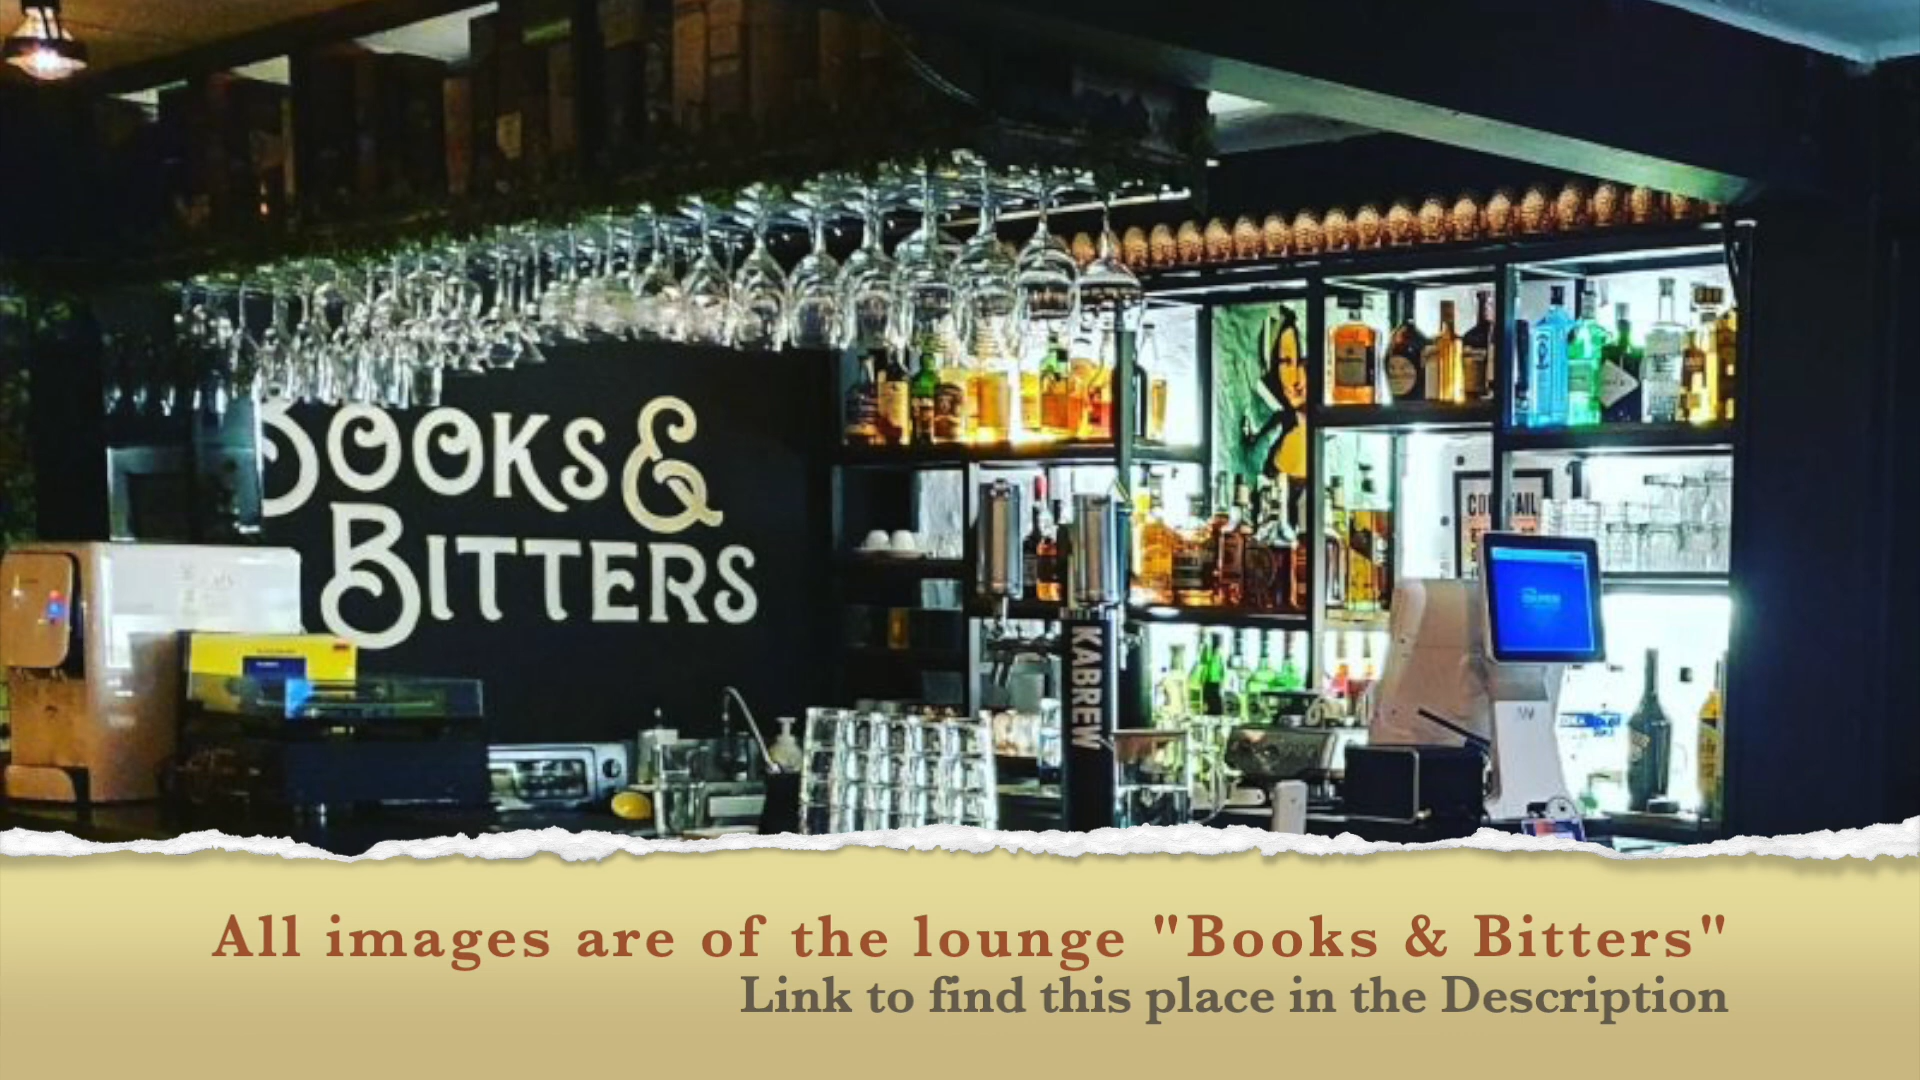 BOOKS &
BITTERS
KABREW
All images are of the lounge "Books & Bitters"
Link to find this place in the Description